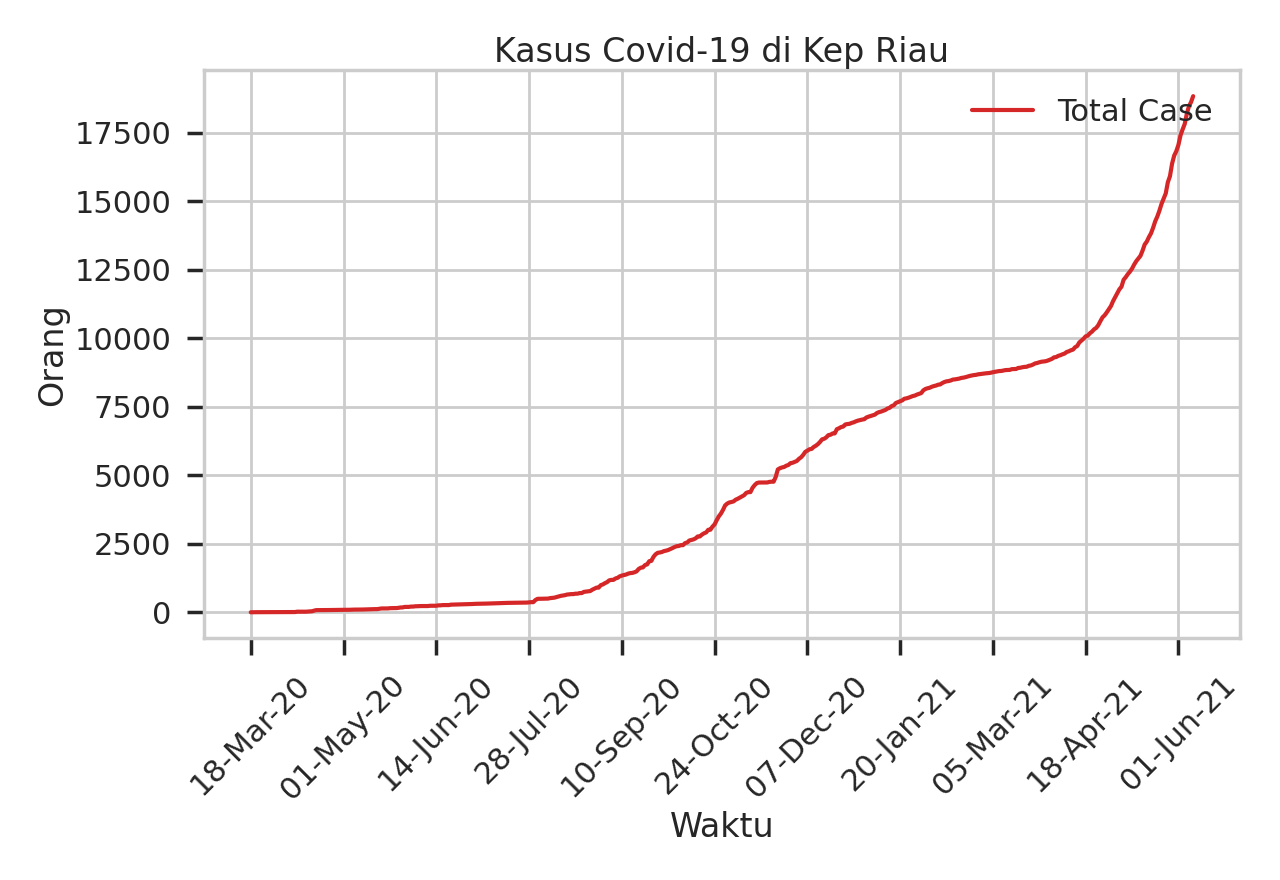 Kasus Covid-19 di Kep Riau
Total Case
17500
15000
12500
10000
7500
5000
2500
0
Orang
18-Mar-20
01-May-20
14-Jun-20
28-Jul-20
10-Sep-20
24-Oct-20
07-Dec-20
20-Jan-21
05-Mar-21
18-Apr-21
01-Jun-21
Waktu